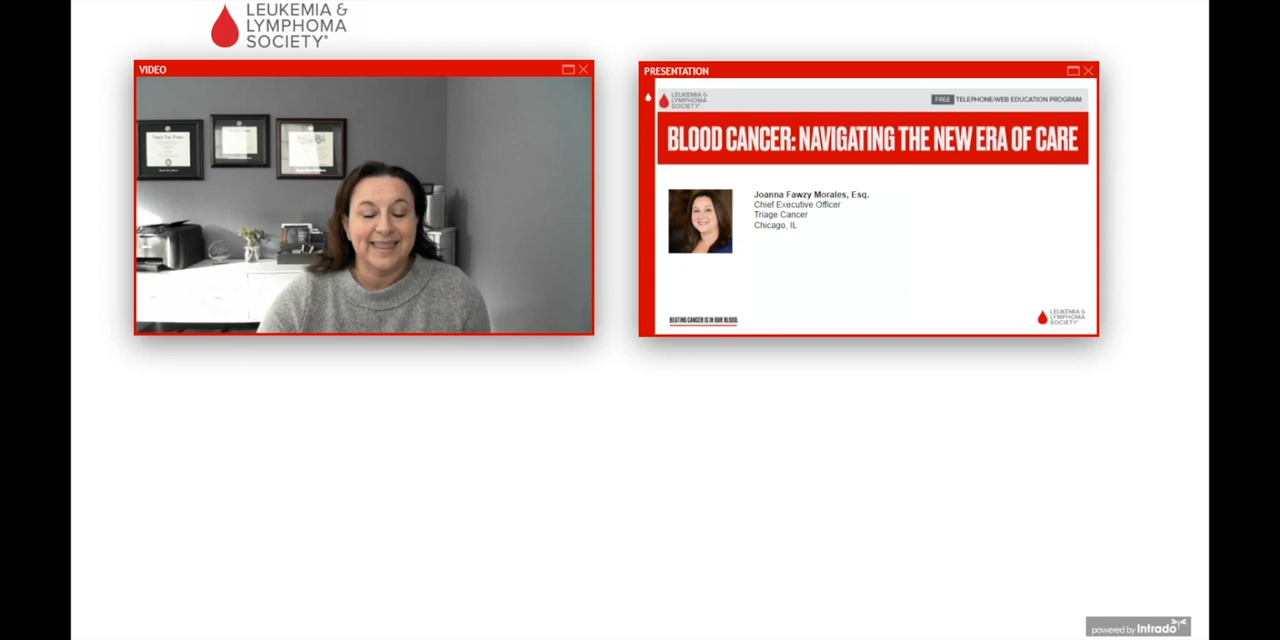 LEUKEMIA &
LYMPHOMA
SOCIETY®
VIDEO
PRESENTATION
LEUKEMIA &
LYMPHOMA
SOCIETY®
FREE TELEPHONE/WEB EDUCATION PROGRAM
BLOOD CANCER: NAVIGATING THE NEW ERA OF CARE
Joanna Fawzy Morales, Esq.
Chief Executive Officer
Triage Cancer
Chicago, IL
BEATING CANCER IS IN OUR BLOOD.
LEUKEMIA &
LYMPHOMA
SOCIETY®
powered by intrado